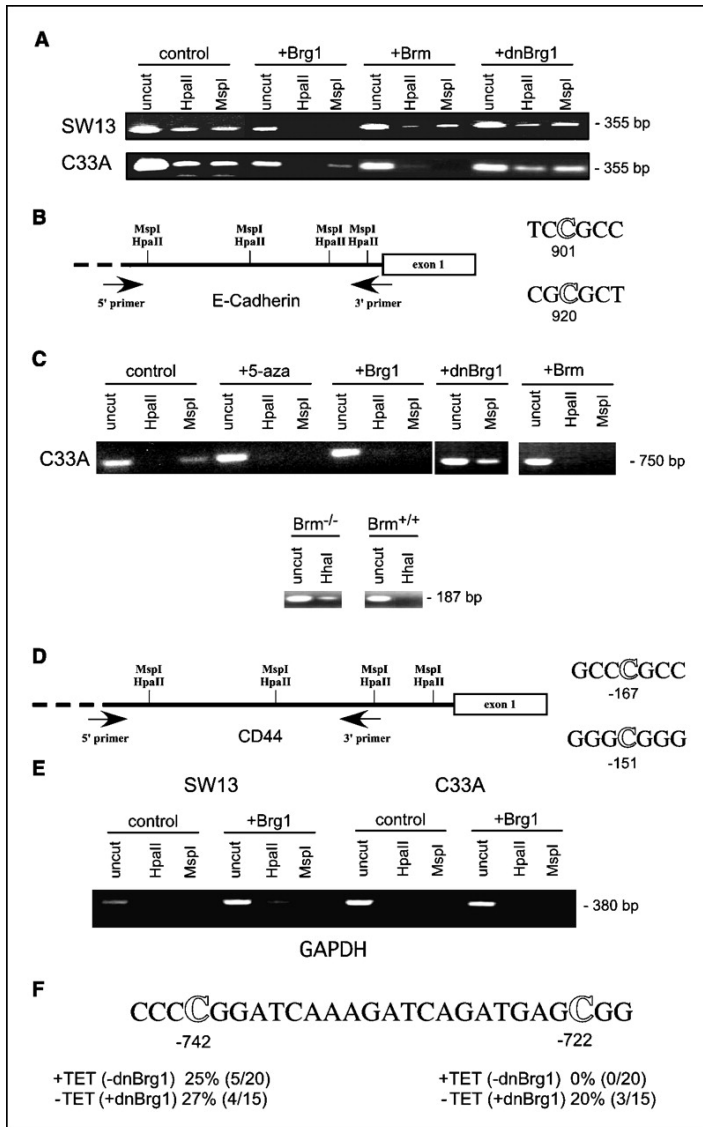 A
control +Brg1 +Brm +dnBrg1
uncut HpaII MspI uncut HpaII MspI uncut HpaII MspI uncut HpaII MspI
SW13 - 355 bp
C33A - 355 bp
B
MspI MspI MspI MspI
HpaII HpaII HpaII HpaII
exon 1
5' primer E-Cadherin 3' primer
TCCCGCC
901
CGCGCT
920
C
control +5-aza +Brg1 +dnBrg1 +Brm
uncut HpaII MspI uncut HpaII MspI uncut HpaII MspI uncut MspI uncut HpaII MspI
C33A - 750 bp
Brm-/- Brm+/+
uncut HhaI uncut HhaI
- 187 bp
D
MspI MspI MspI MspI
HpaII HpaII HpaII HpaII
exon 1
5' primer CD44 3' primer
GCCCGCC
-167
GGGCGGG
-151
E
SW13 C33A
control +Brg1 control +Brg1
uncut HpaII MspI uncut HpaII MspI uncut HpaII MspI uncut HpaII MspI
- 380 bp
GAPDH
F
CCCCGGATCAAAGATCAGATGAGCGG
-742 -722
+TET (-dnBrg1) 25% (5/20) +TET (-dnBrg1) 0% (0/20)
-TET (+dnBrg1) 27% (4/15) -TET (+dnBrg1) 20% (3/15)